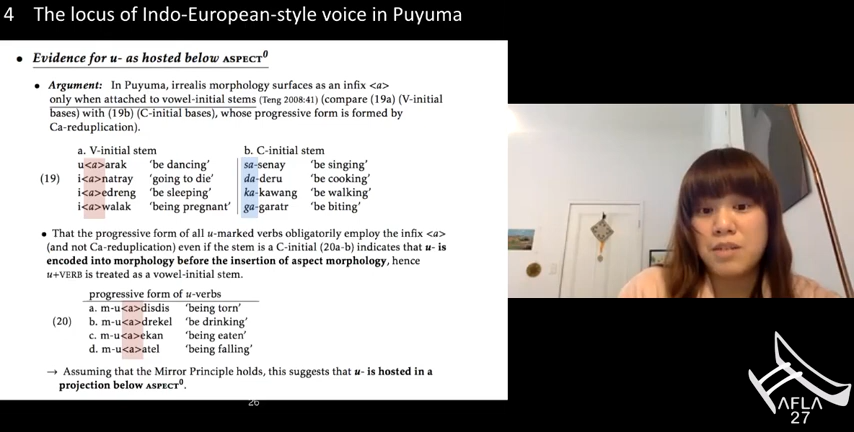 4 The locus of Indo-European-style voice in Puyuma
• Evidence for u- as hosted below ASPECT⁰
• Argument: In Puyuma, irrealis morphology surfaces as an infix <a>
only when attached to vowel-initial stems (Teng 2008:41) (compare (19a) (V-initial
bases) with (19b) (C-initial bases), whose progressive form is formed by
Ca-reduplication).
a. V-initial stem b. C-initial stem
u<a>arak 'be dancing' sa-senay 'be singing'
(19) i<a>natray 'going to die' da-deru 'be cooking'
i<a>edreng 'be sleeping' ka-kawang 'be walking'
i<a>walak 'being pregnant' ga-garatr 'be biting'
• That the progressive form of all u-marked verbs obligatorily employ the infix <a>
(and not Ca-reduplication) even if the stem is a C-initial (20a-b) indicates that u- is
encoded into morphology before the insertion of aspect morphology, hence
u+VERB is treated as a vowel-initial stem.
progressive form of u-verbs
a. m-u<a>disdis 'being torn'
(20) b. m-u<a>drekel 'be drinking'
c. m-u<a>ekan 'being eaten'
d. m-u<a>atel 'being falling'
→ Assuming that the Mirror Principle holds, this suggests that u- is hosted in a
projection below ASPECT⁰.
26
AFLA
27